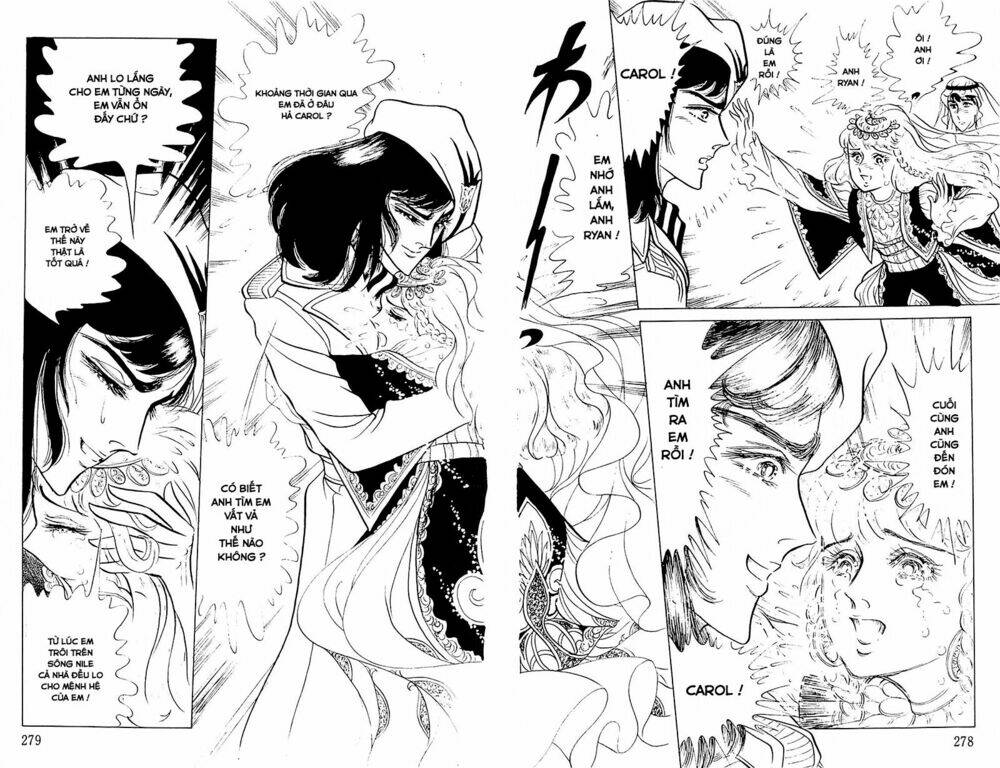 ÔI !
ANH
ƠI !
ANH
RYAN !
ĐÚNG
LÀ
EM
RỒI !
CAROL !
EM
NHỚ
ANH
LẮM,
ANH
RYAN !
わ
CUỐI
CÙNG ANH
CŨNG
ĐẾN
ĐÓN
EM !
ANH
TÌM
RA
EM
RỒI !
CAROL !
278
KHOẢNG THỜI GIAN QUA
EM ĐÃ Ở ĐÂU
HẢ CAROL ?
CÓ BIẾT
ANH TÌM EM
VẤT VẢ
NHƯ
THẾ NÀO
KHÔNG ?
ANH LO LẮNG
CHO EM TỪNG NGÀY,
EM VẪN ỔN
ĐẤY CHỨ ?
EM TRỞ VỀ
THẾ NÀY
THẬT LÀ
TỐT QUÁ !
TỪ LÚC EM
TRÔI TRÊN
SÔNG NILE
CẢ NHÀ ĐỀU LO
CHO MỆNH HỆ
CỦA EM !
279